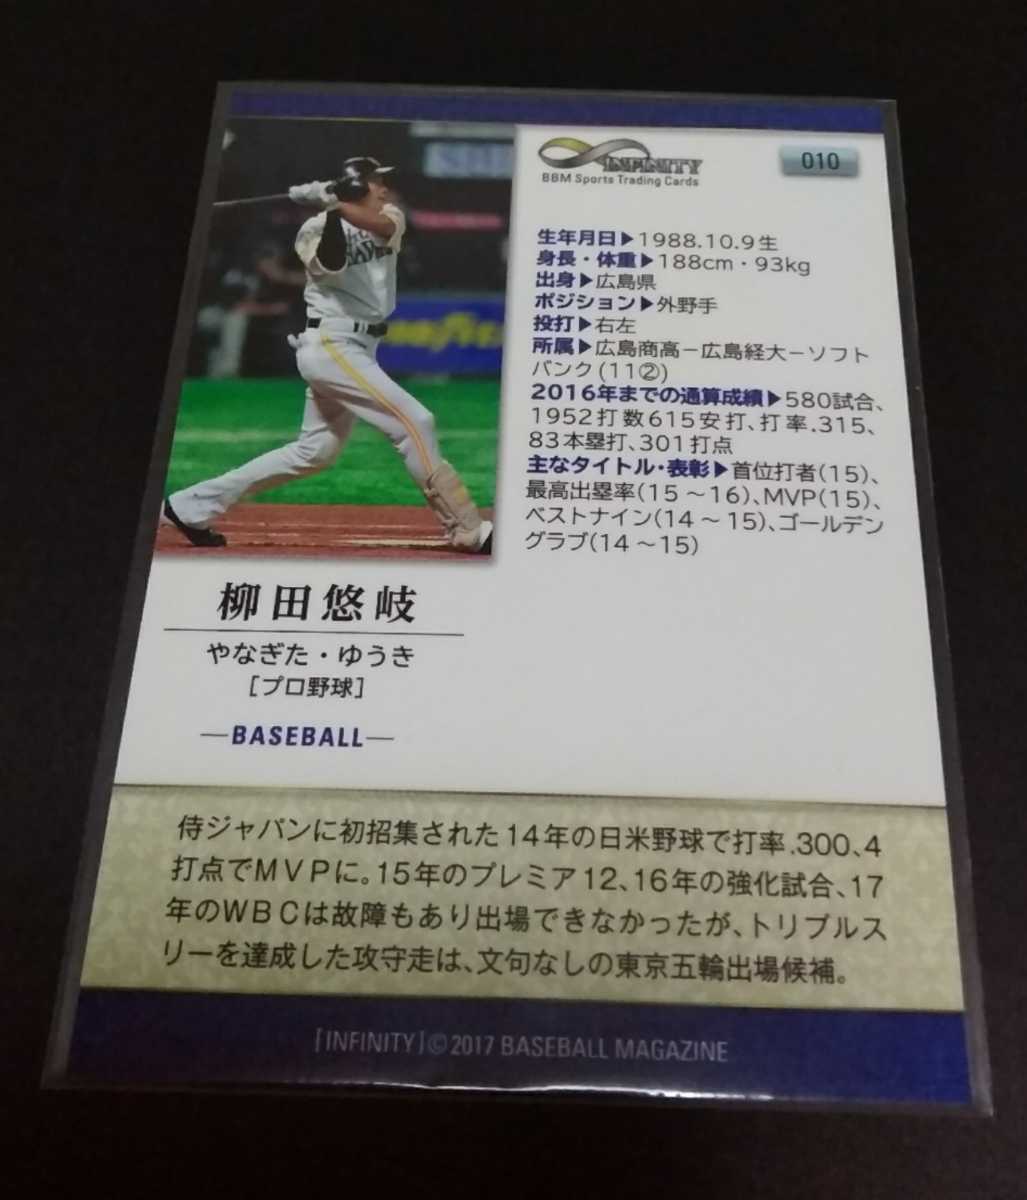 INFINITY
BBM Sports Trading Cards
010
生年月日▶1988.10.9生
身長・体重▶188cm・93kg
出身▶広島県
ポジション▶外野手
投打▶右左
所属▶広島商高－広島経大－ソフト
バンク(11②)
2016年までの通算成績▶580試合、
1952打数615安打、打率.315、
83本塁打、301打点
主なタイトル・表彰▶首位打者(15)、
最高出塁率(15～16)、MVP(15)、
ベストナイン(14～15)、ゴールデン
グラブ(14～15)
柳田悠岐
やなぎた・ゆうき
[プロ野球]
—BASEBALL—
侍ジャパンに初招集された14年の日米野球で打率.300、4
打点でMVPに。15年のプレミア12、16年の強化試合、17
年のWBCは故障もあり出場できなかったが、トリプルス
リーを達成した攻守走は、文句なしの東京五輪出場候補。
[INFINITY]©2017 BASEBALL MAGAZINE